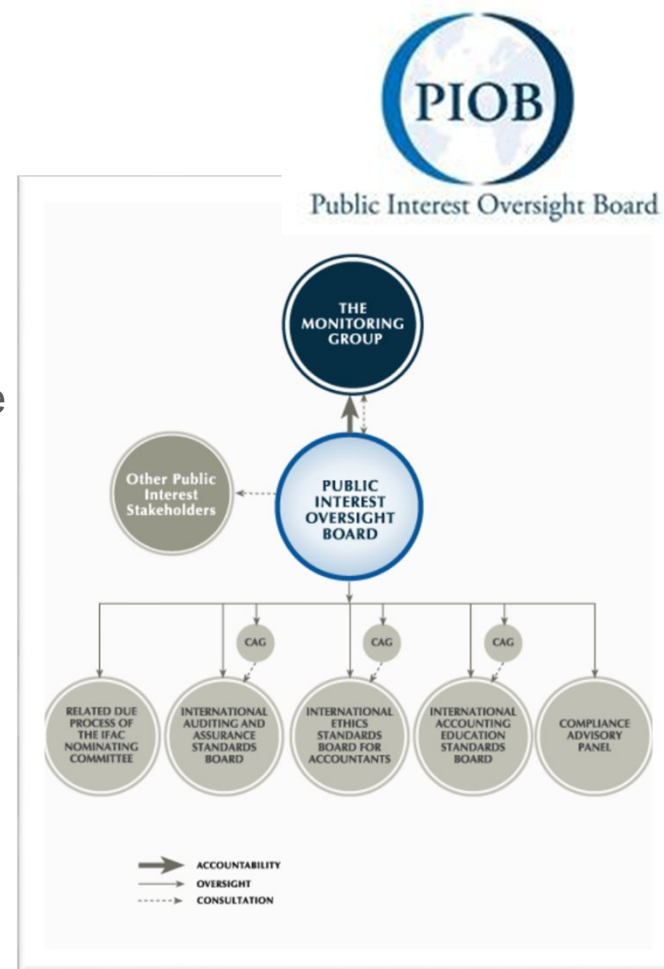 PIOB
Public Interest Oversight Board
THE
MONITORING
GROUP
e
Other Public
Interest
Stakeholders
PUBLIC
INTEREST
OVERSIGHT
BOARD
CAG
CAG
CAG
RELATED DUE
PROCESS OF
THE IFAC
NOMINATING
COMMITTEE
INTERNATIONAL
AUDITING AND
ASSURANCE
STANDARDS
BOARD
INTERNATIONAL
ETHICS
STANDARDS
BOARD FOR
ACCOUNTANTS
INTERNATIONAL
ACCOUNTING
EDUCATION
STANDARDS
BOARD
COMPLIANCE
ADVISORY
PANEL
ACCOUNTABILITY
OVERSIGHT
CONSULTATION